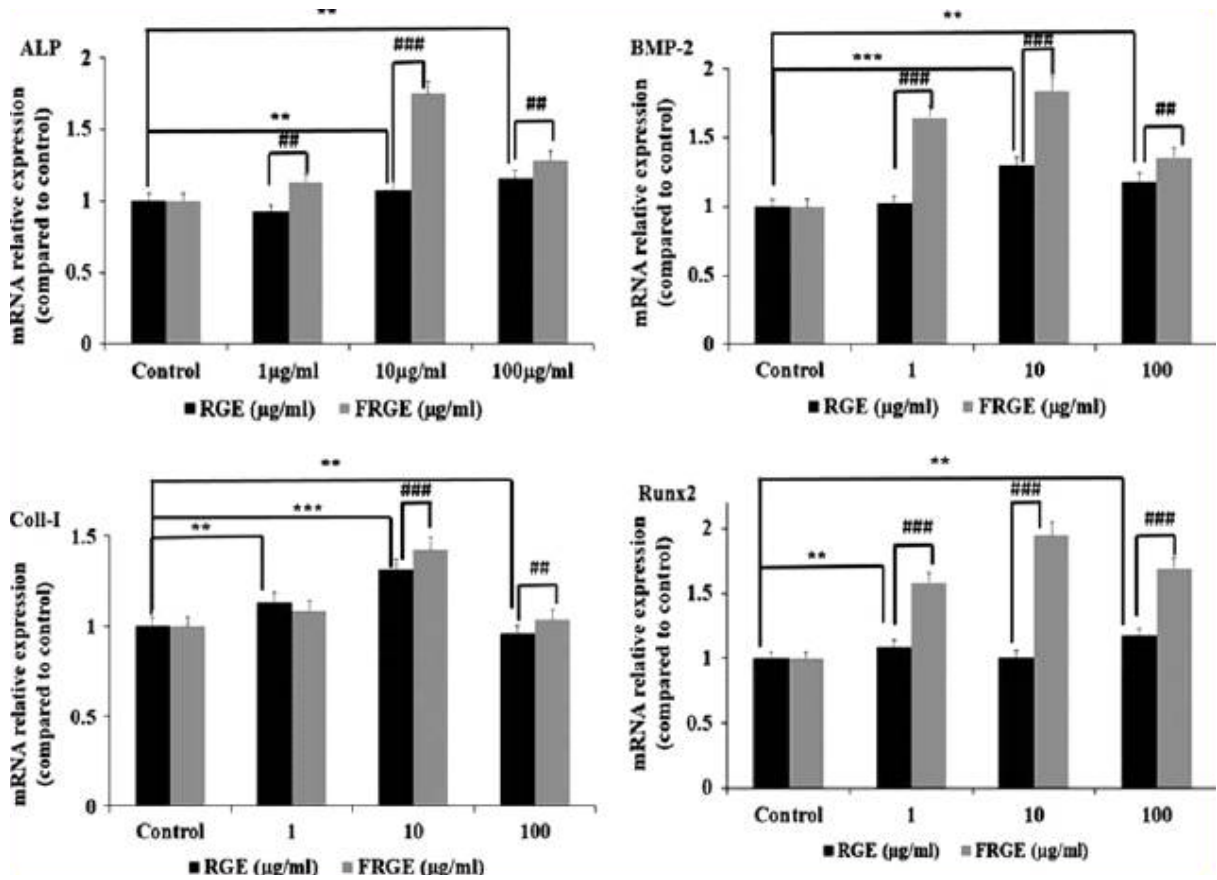 ALP
mRNA relative expression
(compared to control)
2
1.5
1
0.5
0
**
**
##
###
##
Control 1µg/ml 10µg/ml 100µg/ml
RGE (µg/ml) FRGE (µg/ml)
BMP-2
mRNA relative expression
(compared to control)
2
1.5
1
0.5
0
**
***
###
###
##
Control 1 10 100
RGE (µg/ml) FRGE (µg/ml)
Coll-I
mRNA relative expression
(compared to control)
1.5
1
0.5
0
**
***
**
###
##
Control 1 10 100
RGE (µg/ml) FRGE (µg/ml)
Runx2
mRNA relative expression
(compared to control)
2
1.5
1
0.5
0
**
**
###
###
###
Control 1 10 100
RGE (µg/ml) FRGE (µg/ml)